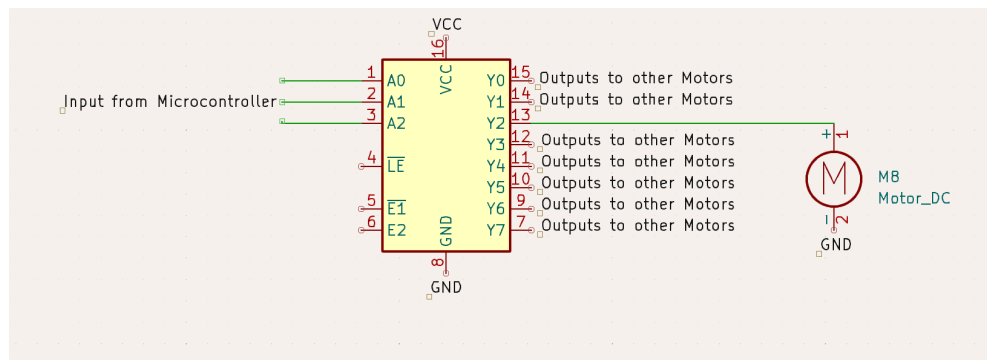 VCC
16
VCC
1 A0
Y0 15 Outputs to other Motors
Input from Microcontroller
2 A1
Y1 14 Outputs to other Motors
3 A2
Y2 13
Y3 12 Outputs to other Motors
4 LE
Y4 11 Outputs to other Motors
Y5 10 Outputs to other Motors
5 E1
Y6 9 Outputs to other Motors
6 E2
Y7 7 Outputs to other Motors
GND
8
GND
+
1
M
M8
Motor_DC
-
2
GND